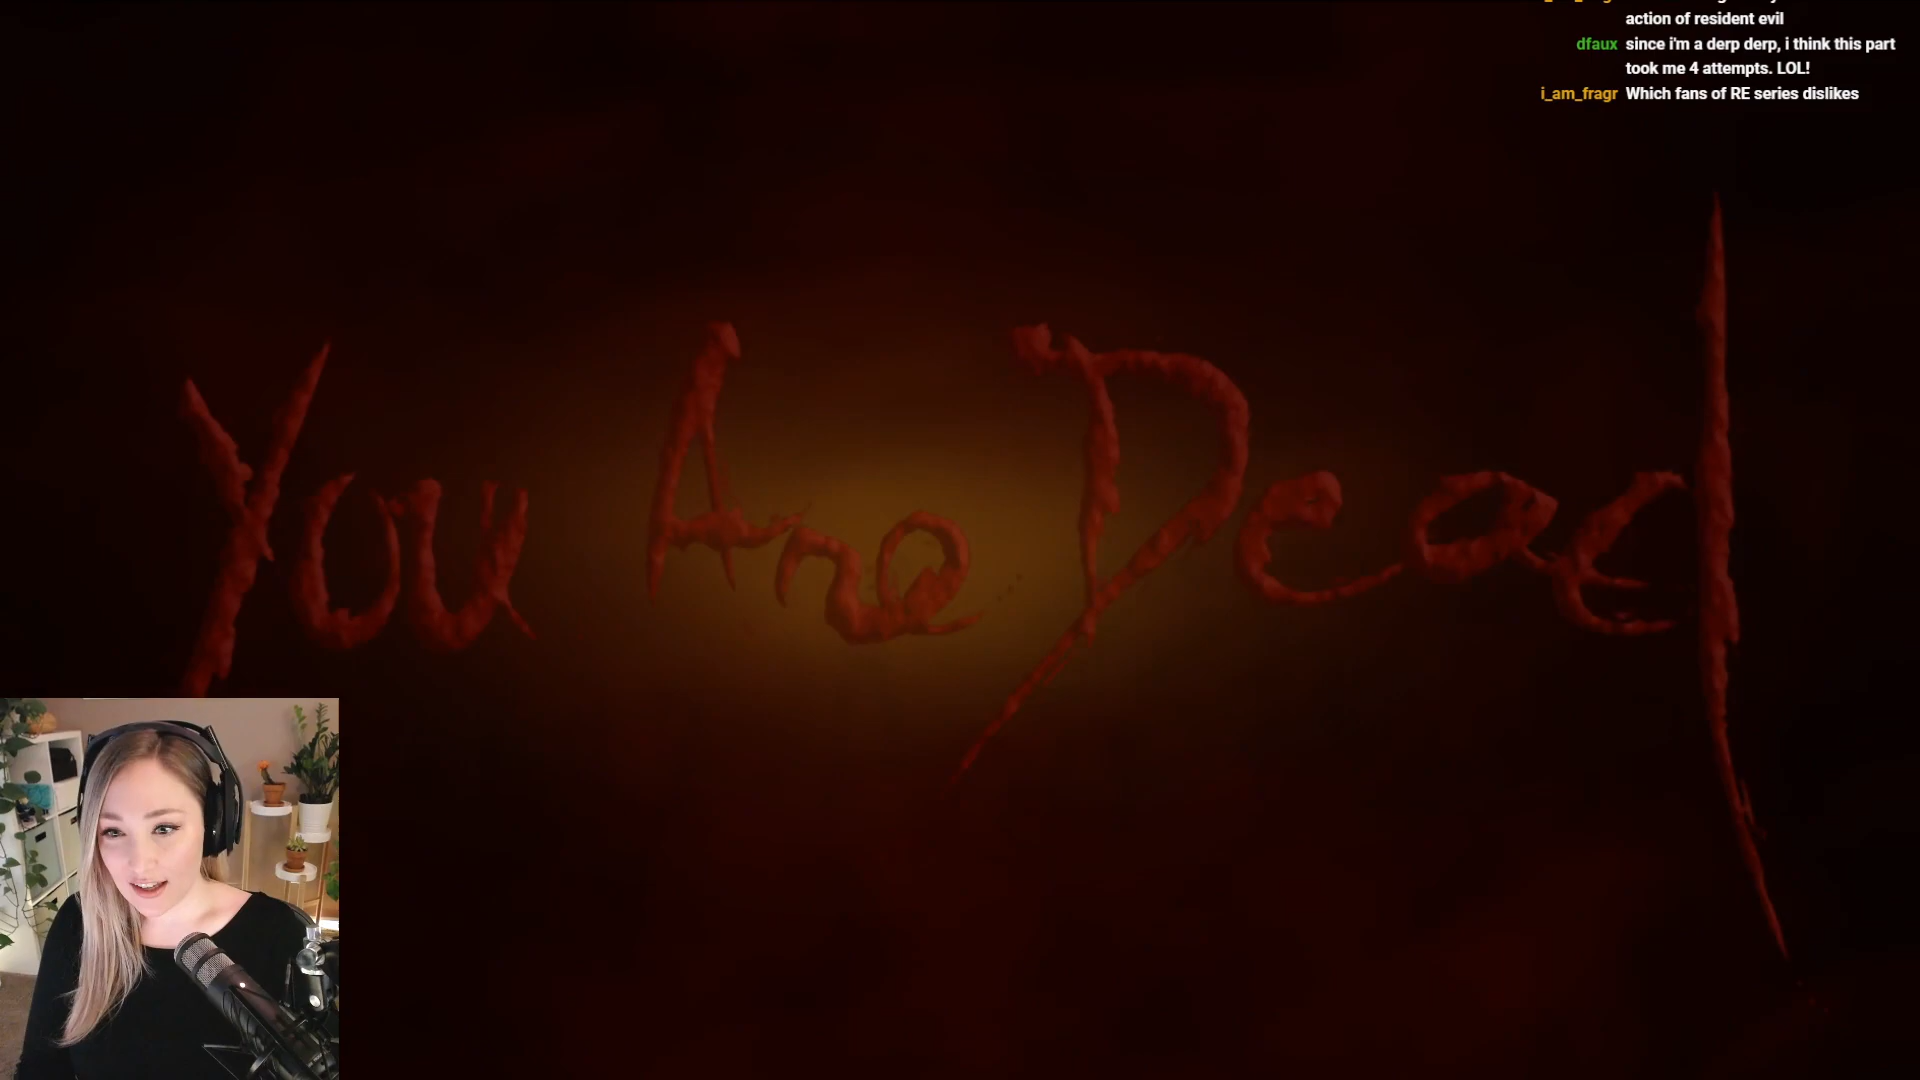 action of resident evil
dfaux since i'm a derp derp, i think this part
took me 4 attempts. LOL!
i_am_fragr Which fans of RE series dislikes
You Are Dead